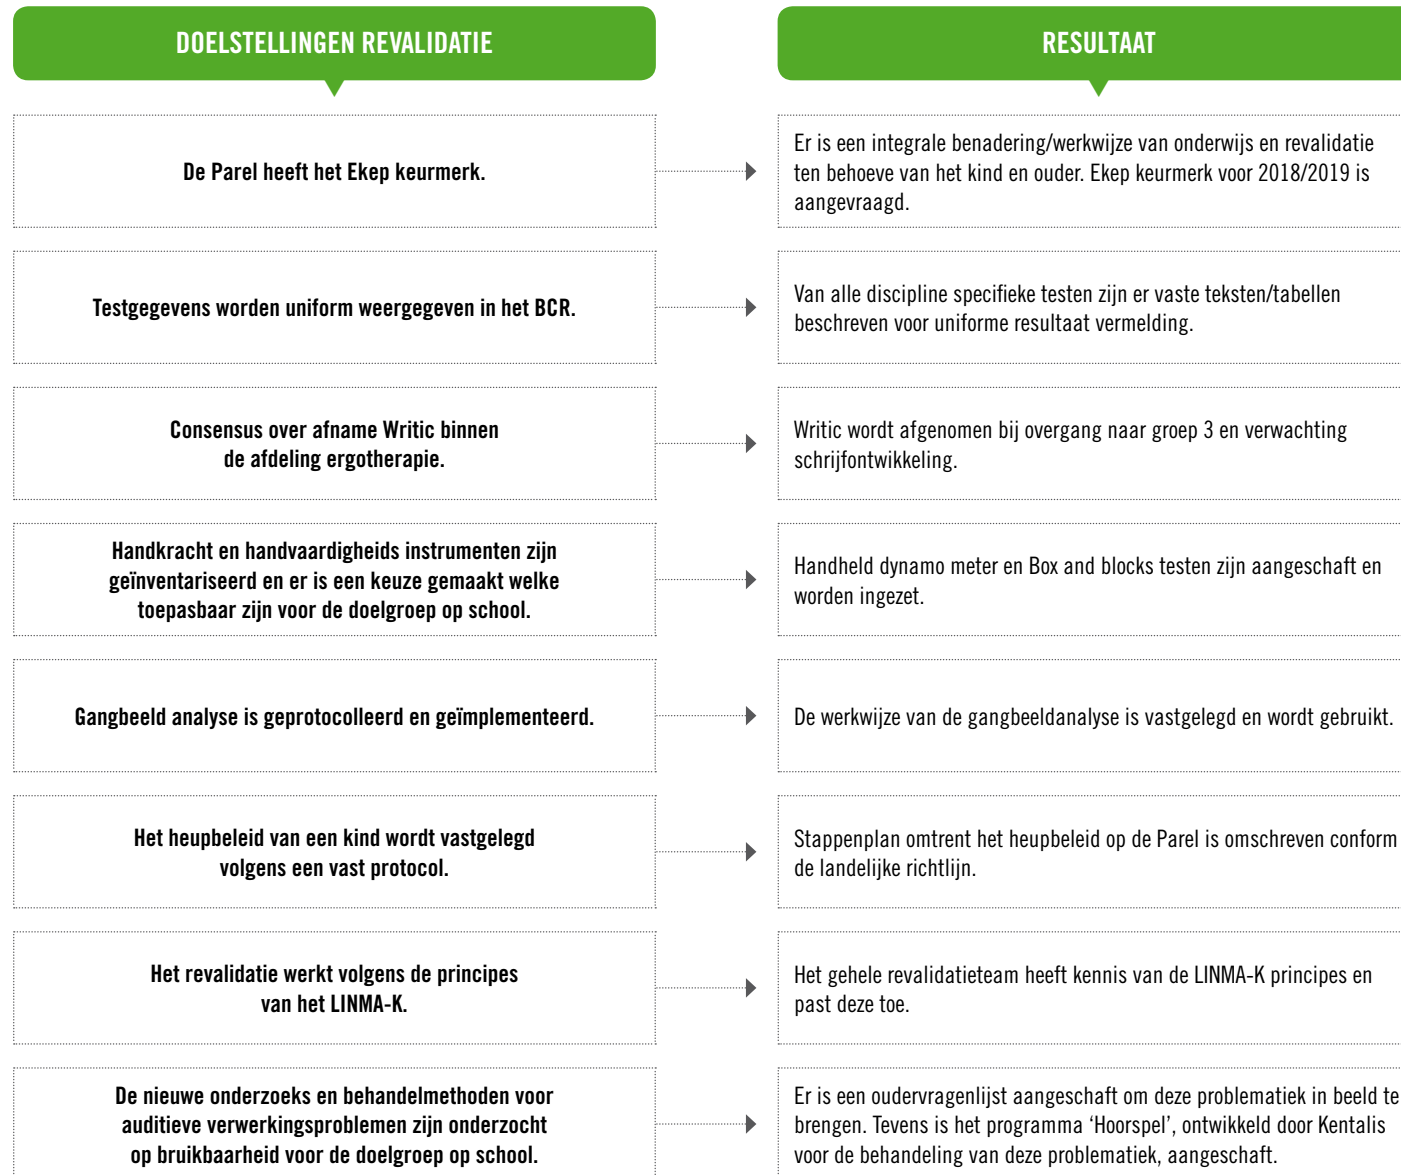 DOELSTELLINGEN REVALIDATIE
RESULTAAT
De Parel heeft het Ekep keurmerk.
Er is een integrale benadering/werkwijze van onderwijs en revalidatie
ten behoeve van het kind en ouder. Ekep keurmerk voor 2018/2019 is
aangevraagd.
Testgegevens worden uniform weergegeven in het BCR.
Van alle discipline specifieke testen zijn er vaste teksten/tabellen
beschreven voor uniforme resultaat vermelding.
Consensus over afname Writic binnen
de afdeling ergotherapie.
Writic wordt afgenomen bij overgang naar groep 3 en verwachting
schrijfontwikkeling.
Handkracht en handvaardigheids instrumenten zijn
geïnventariseerd en er is een keuze gemaakt welke
toepasbaar zijn voor de doelgroep op school.
Handheld dynamo meter en Box and blocks testen zijn aangeschaft en
worden ingezet.
Gangbeeld analyse is geprotocolleerd en geïmplementeerd.
De werkwijze van de gangbeeldanalyse is vastgelegd en wordt gebruikt.
Het heupbeleid van een kind wordt vastgelegd
volgens een vast protocol.
Stappenplan omtrent het heupbeleid op de Parel is omschreven conform
de landelijke richtlijn.
Het revalidatie werkt volgens de principes
van het LINMA-K.
Het gehele revalidatieteam heeft kennis van de LINMA-K principes en
past deze toe.
De nieuwe onderzoeks en behandelmethoden voor
auditieve verwerkingsproblemen zijn onderzocht
op bruikbaarheid voor de doelgroep op school.
Er is een oudervragenlijst aangeschaft om deze problematiek in beeld te
brengen. Tevens is het programma ‘Hoorspel’, ontwikkeld door Kentalis
voor de behandeling van deze problematiek, aangeschaft.